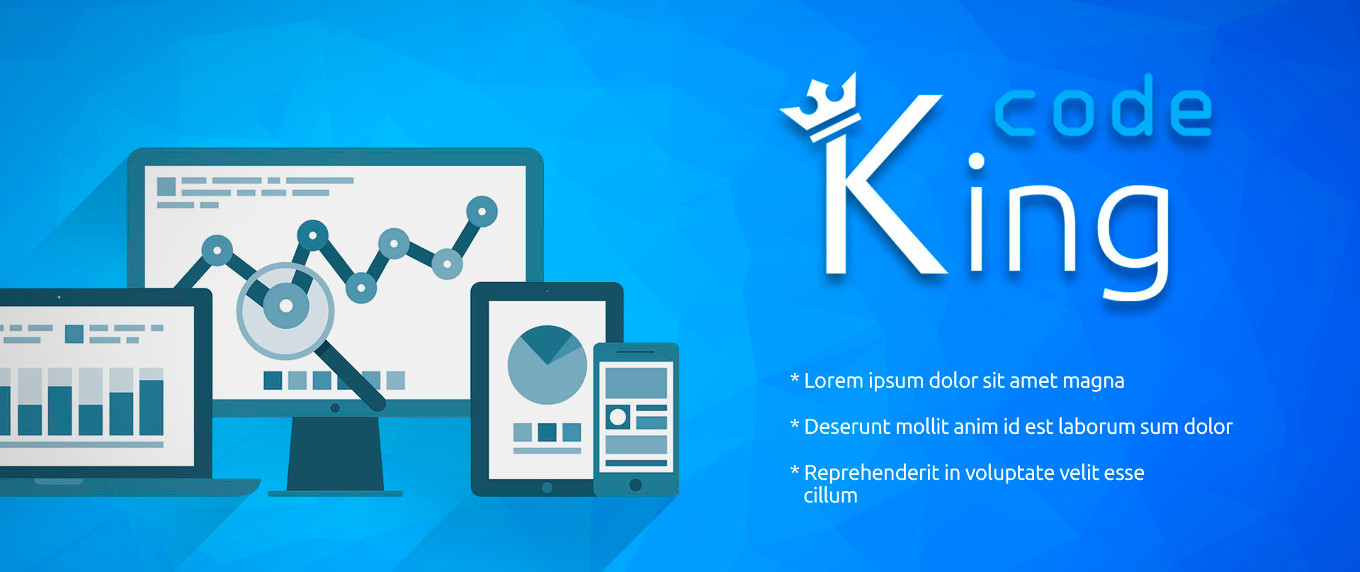 code
King
* Lorem ipsum dolor sit amet magna
* Deserunt mollit anim id est laborum sum dolor
* Reprehenderit in voluptate velit esse
cillum